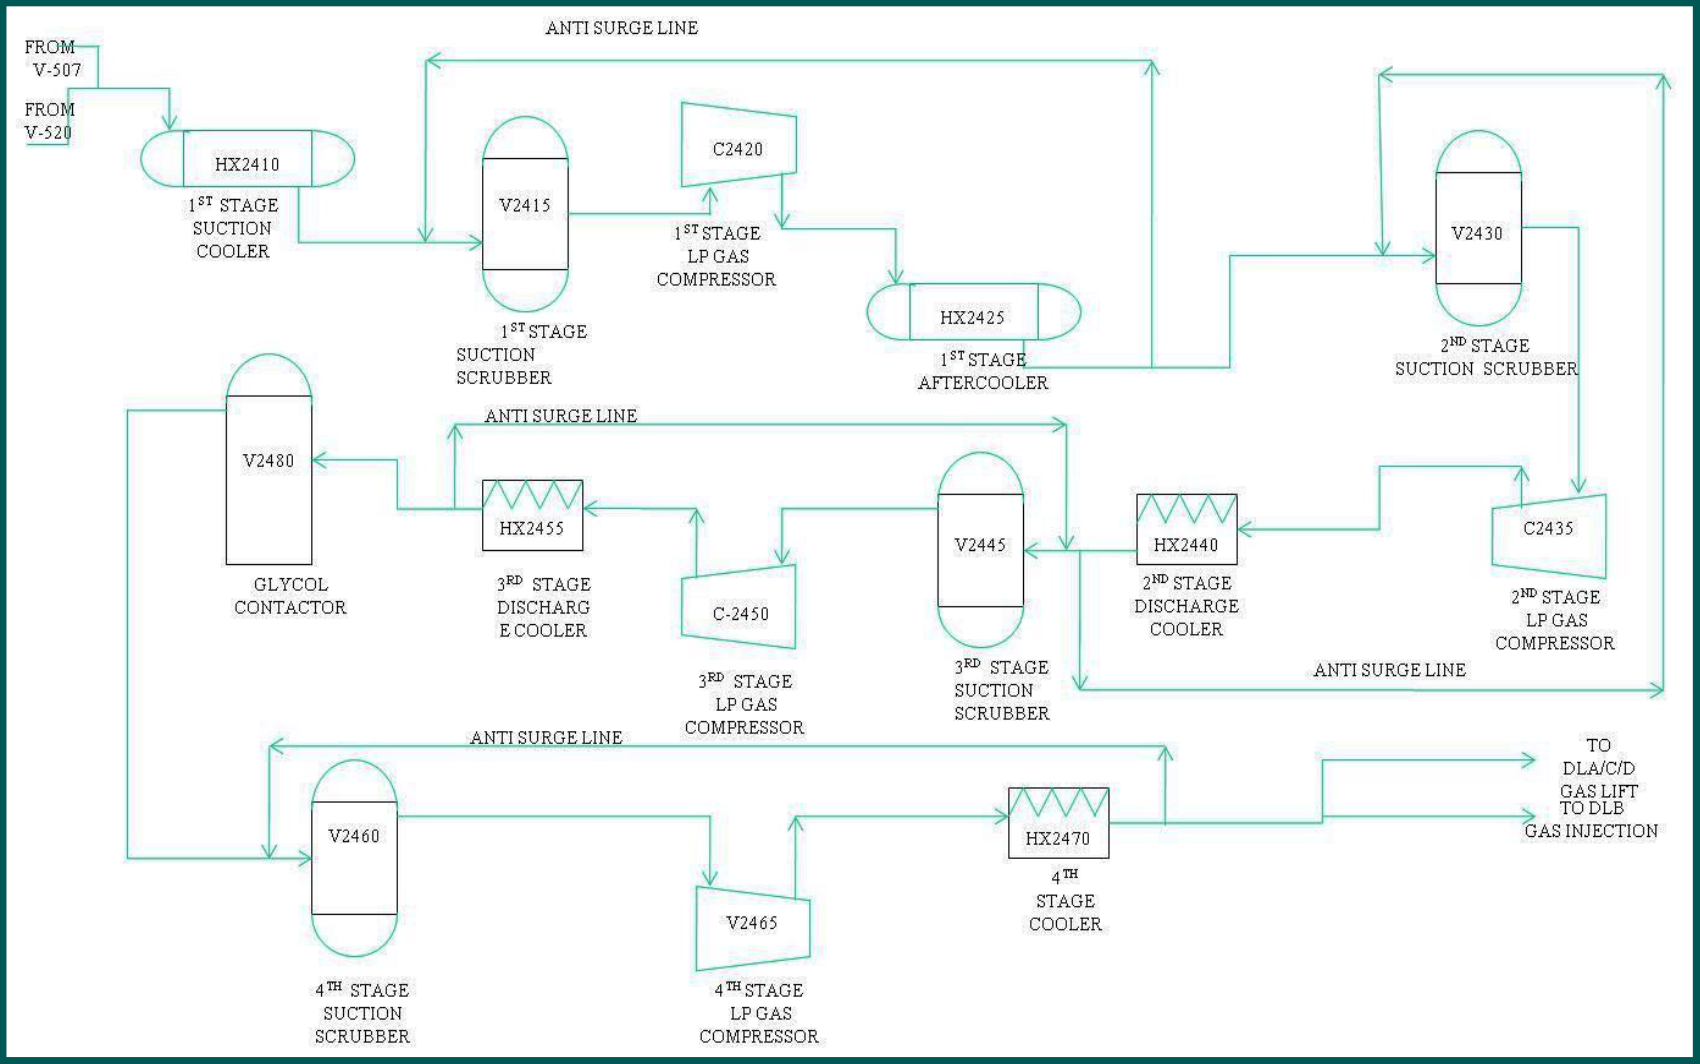 ANTI SURGE LINE
FROM
V-507
FROM
V-520
HX2410
1ST STAGE
SUCTION
COOLER
V2415
1ST STAGE
SUCTION
SCRUBBER
C2420
1ST STAGE
LP GAS
COMPRESSOR
HX2425
1ST STAGE
AFTERCOOLER
V2430
2ND STAGE
SUCTION SCRUBBER
ANTI SURGE LINE
V2480
GLYCOL
CONTACTOR
HX2455
3RD STAGE
DISCHARG
E COOLER
C-2450
3RD STAGE
LP GAS
COMPRESSOR
V2445
3RD STAGE
SUCTION
SCRUBBER
HX2440
2ND STAGE
DISCHARGE
COOLER
C2435
2ND STAGE
LP GAS
COMPRESSOR
ANTI SURGE LINE
ANTI SURGE LINE
V2460
4TH STAGE
SUCTION
SCRUBBER
V2465
4TH STAGE
LP GAS
COMPRESSOR
HX2470
4TH
STAGE
COOLER
TO
DLA/C/D
GAS LIFT
TO DLB
GAS INJECTION